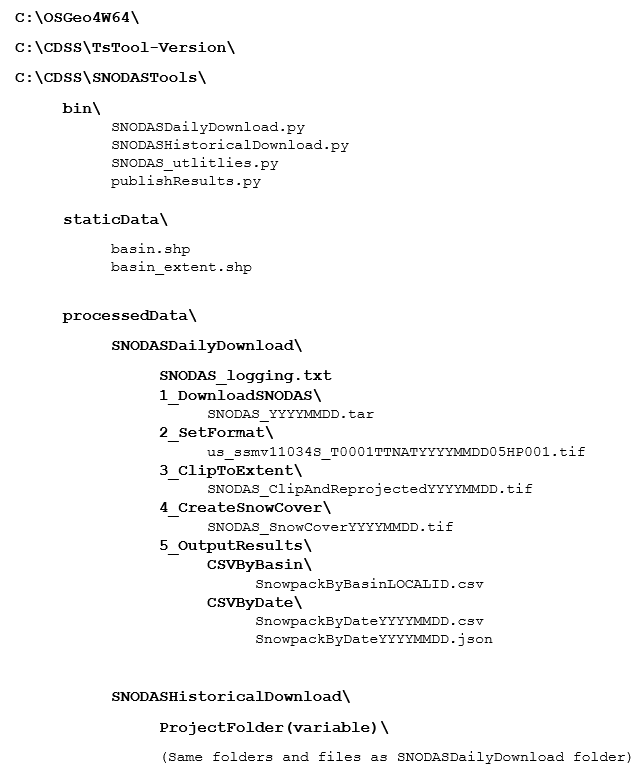 C:\OSGeo4W64\
C:\CDSS\TsTool-Version\
C:\CDSS\SNODASTools\
bin\
SNODASDailyDownload.py
SNODASHistoricalDownload.py
SNODAS_utlitlies.py
publishResults.py
staticData\
basin.shp
basin_extent.shp
processedData\
SNODASDailyDownload\
SNODAS_logging.txt
1_DownloadSNODAS\
SNODAS_YYYYMMDD.tar
2_SetFormat\
us_ssmv11034S_T0001TTNATYYYYMMDD05HP001.tif
3_ClipToExtent\
SNODAS_ClipAndReprojectedYYYYMMDD.tif
4_CreateSnowCover\
SNODAS_SnowCoverYYYYMMDD.tif
5_OutputResults\
CSVByBasin\
SnowpackByBasinLOCALID.csv
CSVByDate\
SnowpackByDateYYYYMMDD.csv
SnowpackByDateYYYYMMDD.json
SNODASHistoricalDownload\
ProjectFolder(variable)\
(Same folders and files as SNODASDailyDownload folder)